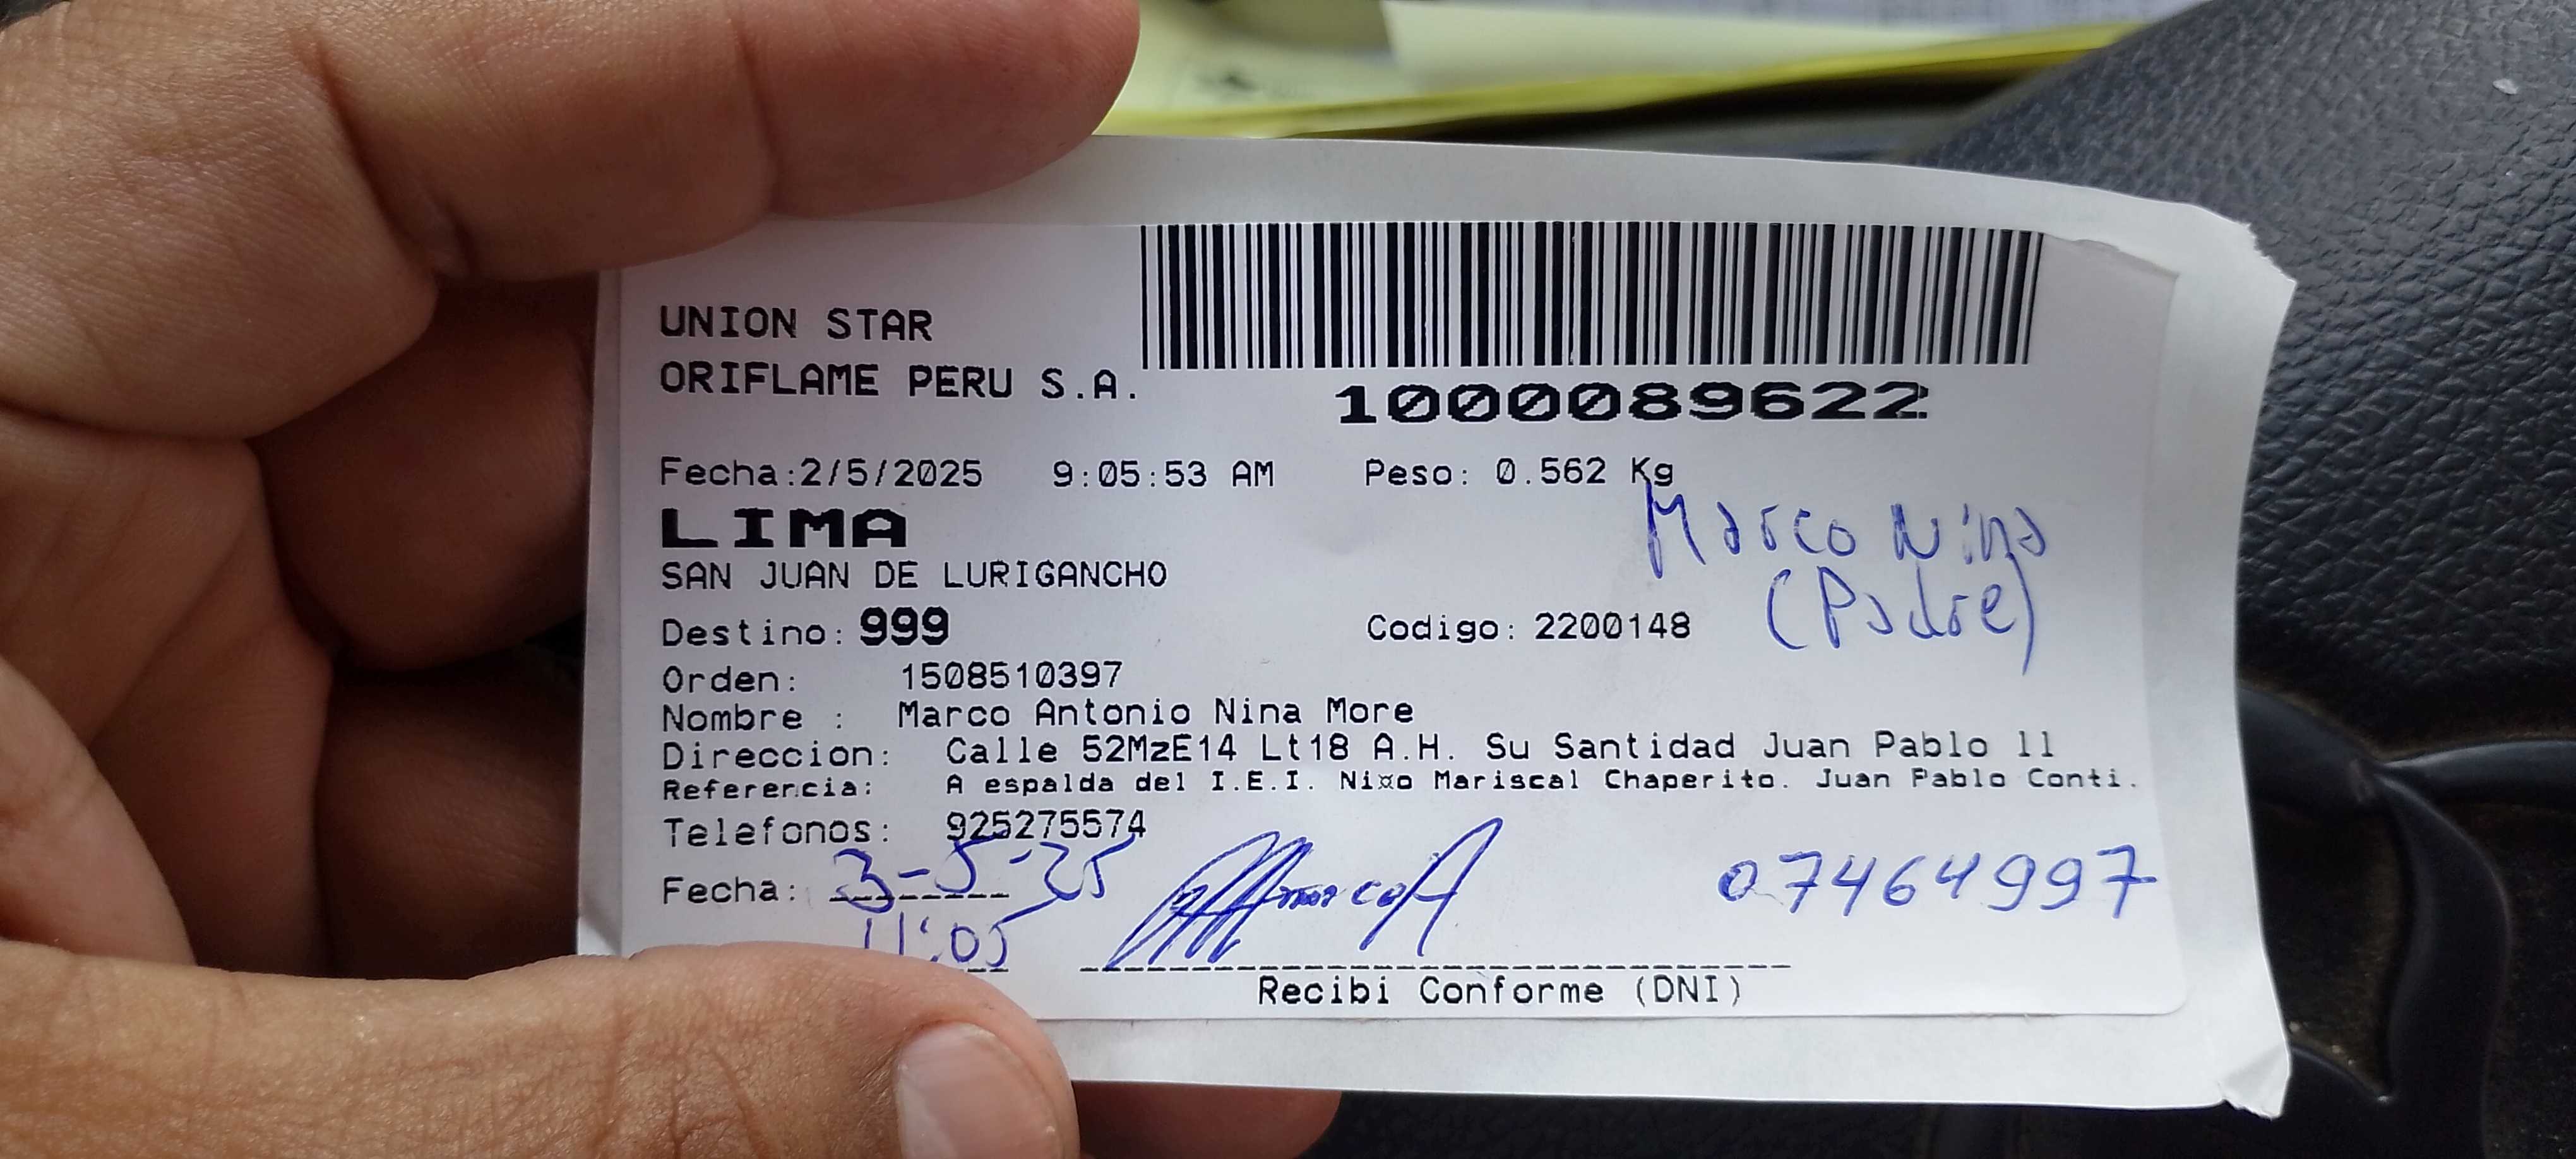 UNION STAR
ORIFLAME PERU S.A.
1000089622
Fecha:2/5/2025 9:05:53 AM Peso: 0.562 Kg
LIMA
Marco Nina
SAN JUAN DE LURIGANCHO
(Padre)
Destino: 999 Codigo: 2200148
Orden: 1508510397
Nombre : Marco Antonio Nina More
Direccion: Calle 52MzE14 Lt18 A.H. Su Santidad Juan Pablo ll
Referercia: A espalda del I.E.I. Ni¤o Mariscal Chaperito. Juan Pablo Conti.
Telefonos: 925275574
Fecha: 3-5-25
07464997
11:05
Recibi Conforme (DNI)